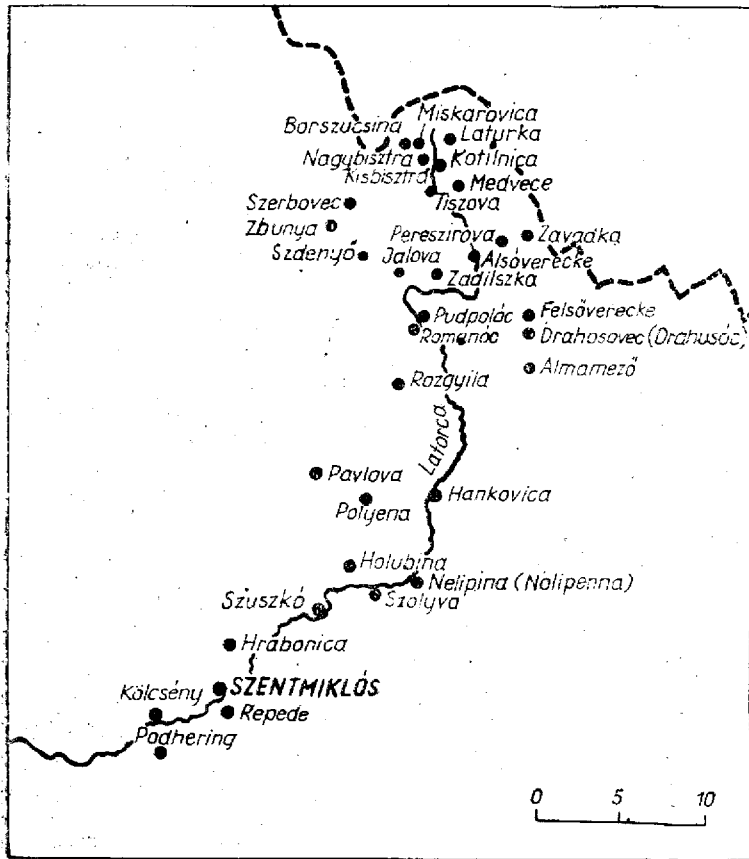 Miskarovica
Borszucsina
Laturka
Nagybisztra
Kotilnica
Kisbisztra
Medvece
Tiszova
Szerbovec
Zbunya
Pereszirova
Zavadka
Szdenyó
Jalova
Alsóverecke
Zadilszka
Pudpolác
Felsőverecke
Romanóc
Drahosovec (Drahusóc)
Almamező
Rozgyila
Latorca
Pavlova
Hankovica
Polyena
Holubina
Nelipina (Nolipenna)
Szuszkó
Szolyva
Hrabonica
SZENTMIKLÓS
Kölcsény
Repede
Podhering
0 5 10